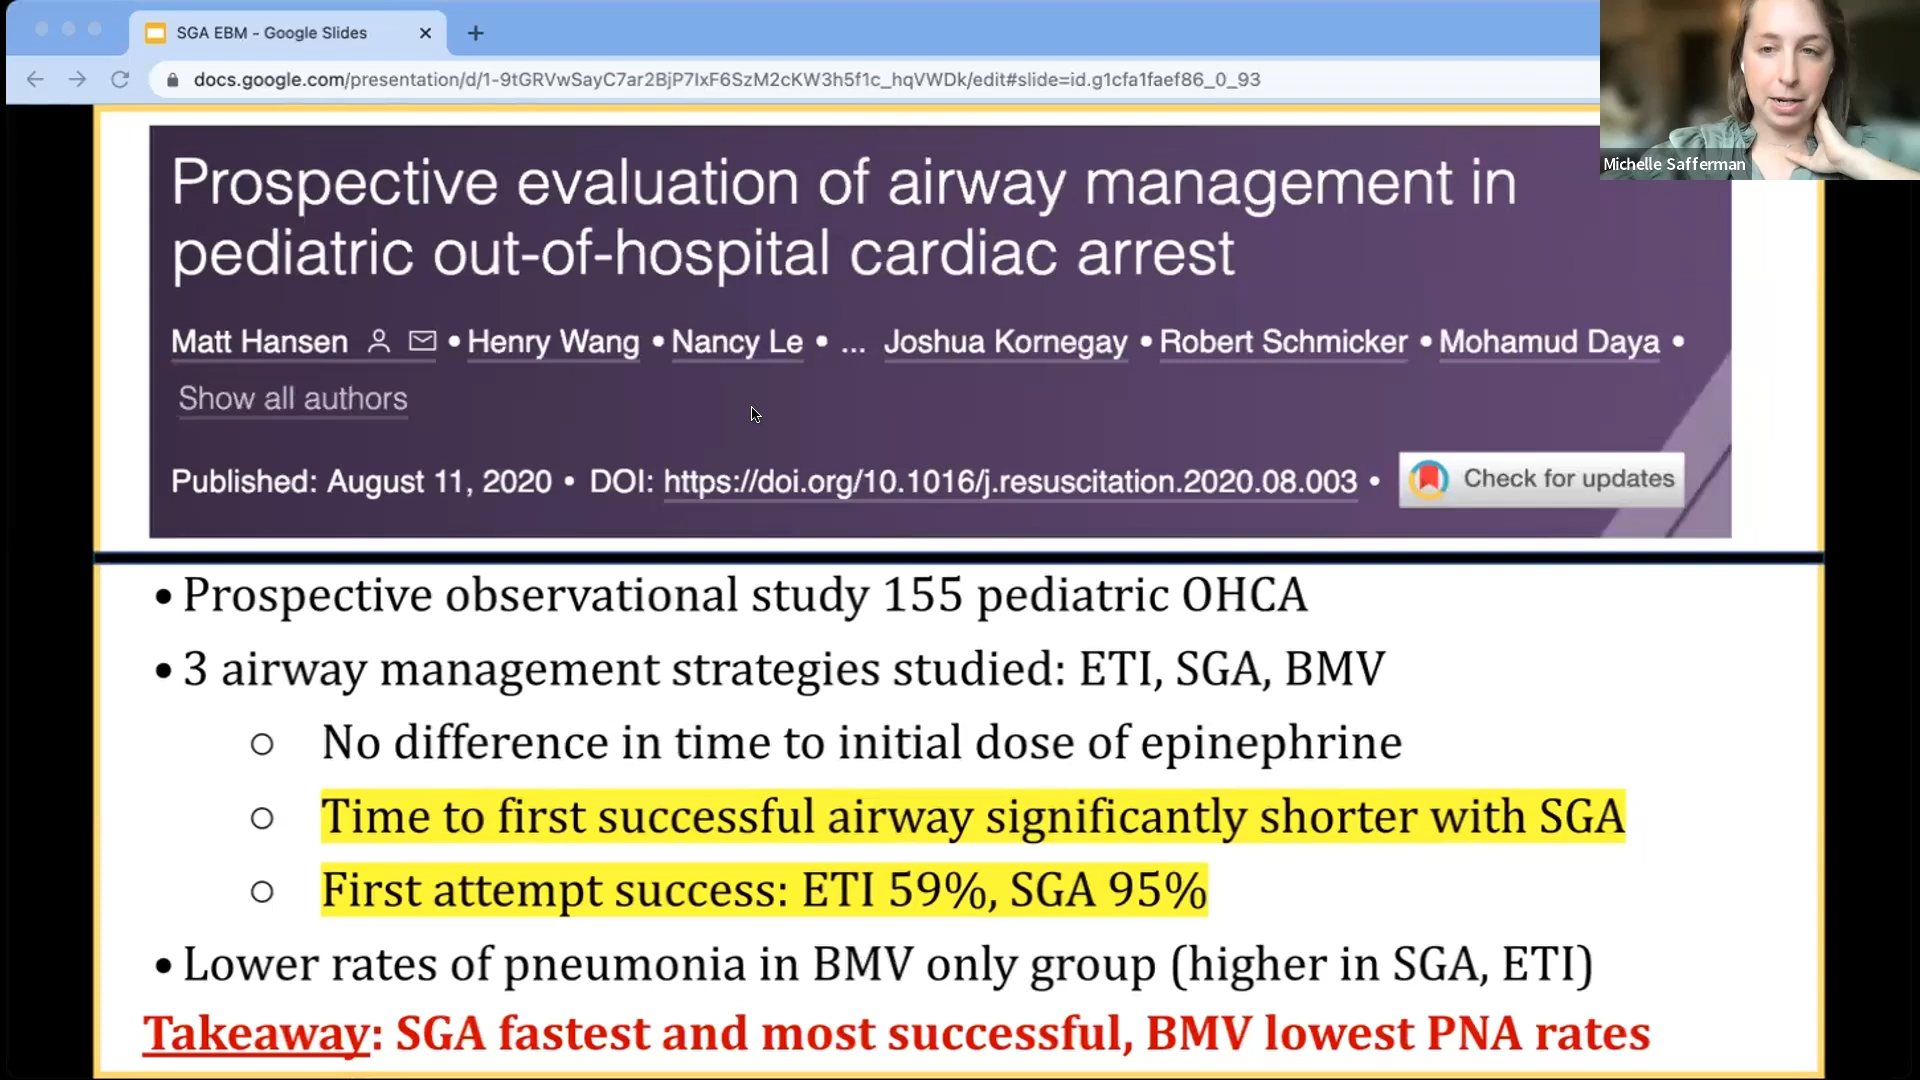 SGA EBM - Google Slides
docs.google.com/presentation/d/1-9tGRVwSayC7ar2BjP7IxF6SzM2cKW3h5f1c_hqVWDk/edit#slide=id.g1cfa1faef86_0_93
Michelle Safferman
Prospective evaluation of airway management in
pediatric out-of-hospital cardiac arrest
Matt Hansen • Henry Wang • Nancy Le • ... Joshua Kornegay • Robert Schmicker • Mohamud Daya •
Show all authors
Published: August 11, 2020 • DOI: https://doi.org/10.1016/j.resuscitation.2020.08.003 •
Check for updates
• Prospective observational study 155 pediatric OHCA
• 3 airway management strategies studied: ETI, SGA, BMV
○ No difference in time to initial dose of epinephrine
○ Time to first successful airway significantly shorter with SGA
○ First attempt success: ETI 59%, SGA 95%
• Lower rates of pneumonia in BMV only group (higher in SGA, ETI)
Takeaway: SGA fastest and most successful, BMV lowest PNA rates